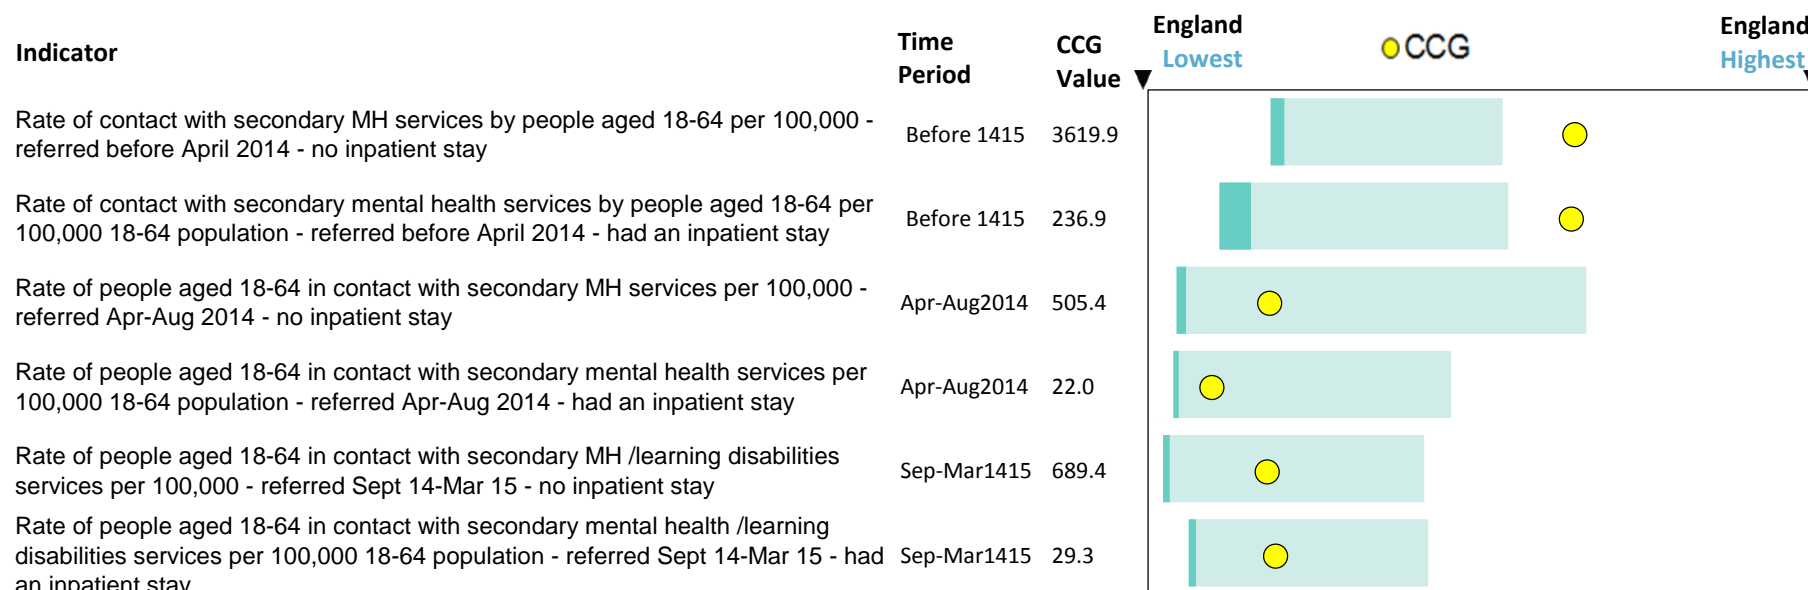 Indicator
Time
Period
CCG
Value
England
Lowest
CCG
England
Highest
Rate of contact with secondary MH services by people aged 18-64 per 100,000 -
referred before April 2014 - no inpatient stay
Before 1415
3619.9
Rate of contact with secondary mental health services by people aged 18-64 per
100,000 18-64 population - referred before April 2014 - had an inpatient stay
Before 1415
236.9
Rate of people aged 18-64 in contact with secondary MH services per 100,000 -
referred Apr-Aug 2014 - no inpatient stay
Apr-Aug2014
505.4
Rate of people aged 18-64 in contact with secondary mental health services per
100,000 18-64 population - referred Apr-Aug 2014 - had an inpatient stay
Apr-Aug2014
22.0
Rate of people aged 18-64 in contact with secondary MH /learning disabilities
services per 100,000 - referred Sept 14-Mar 15 - no inpatient stay
Sep-Mar1415
689.4
Rate of people aged 18-64 in contact with secondary mental health /learning
disabilities services per 100,000 18-64 population - referred Sept 14-Mar 15 - had
an inpatient stay
Sep-Mar1415
29.3